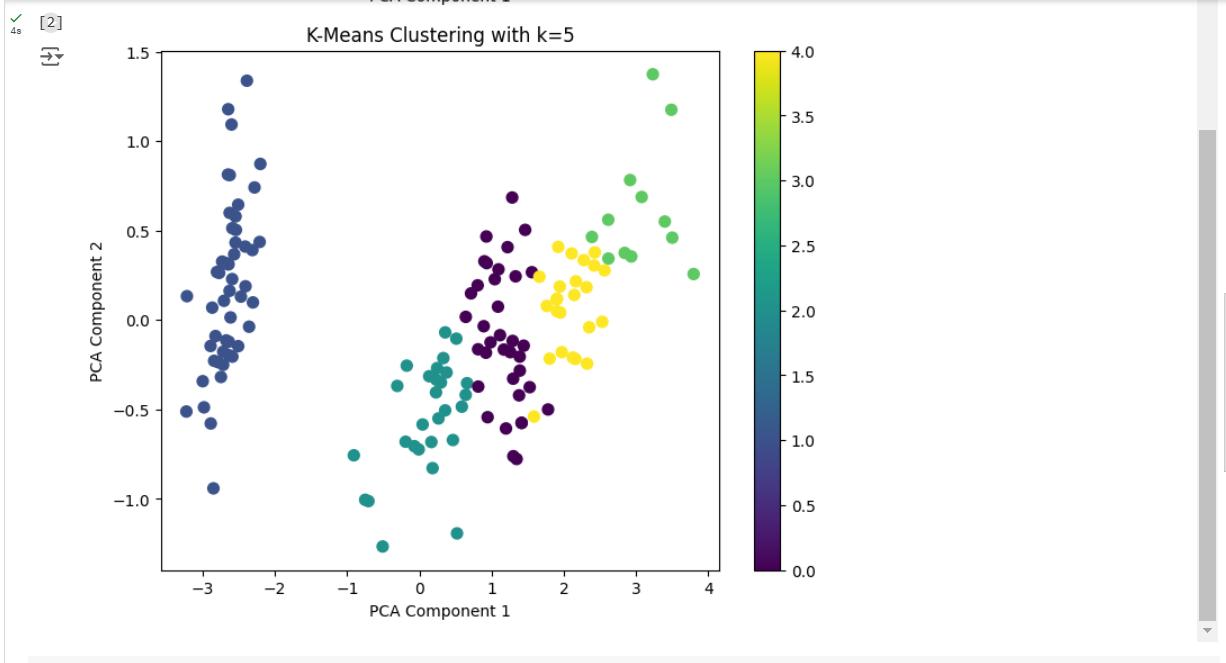 PCA Component 1
[2]
4s
K-Means Clustering with k=5
1.5
1.0
0.5
0.0
−0.5
−1.0
PCA Component 2
−3 −2 −1 0 1 2 3 4
PCA Component 1
4.0
3.5
3.0
2.5
2.0
1.5
1.0
0.5
0.0